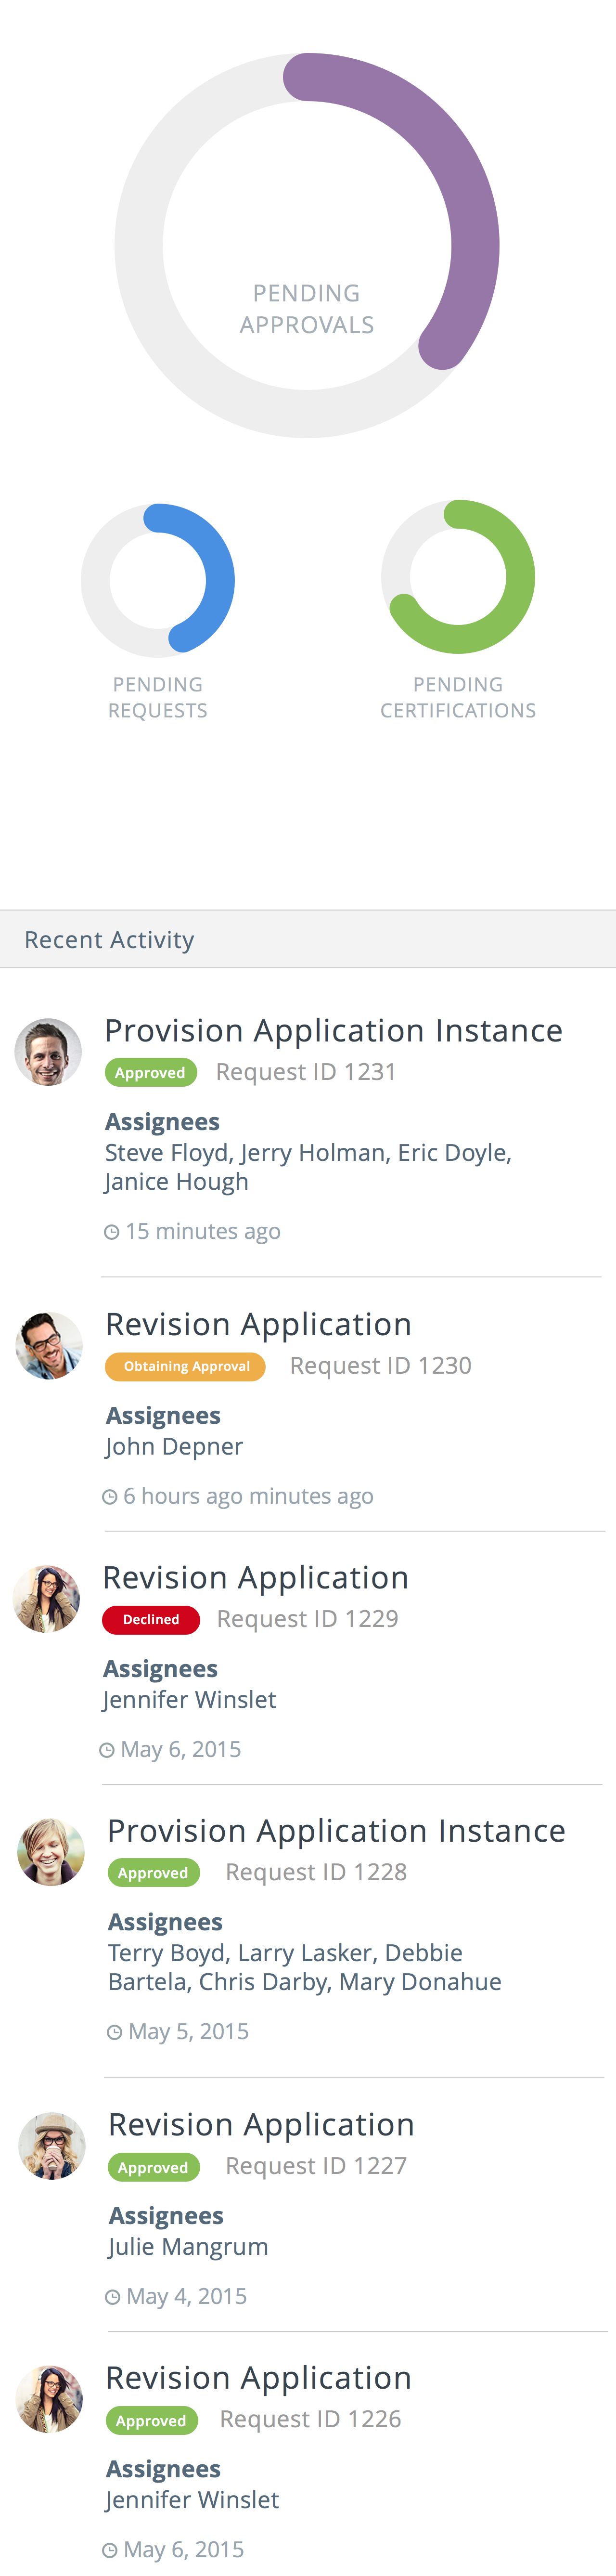 PENDING
APPROVALS
PENDING
REQUESTS
PENDING
CERTIFICATIONS
Recent Activity
Provision Application Instance
Approved Request ID 1231
Assignees
Steve Floyd, Jerry Holman, Eric Doyle,
Janice Hough
15 minutes ago
Revision Application
Obtaining Approval Request ID 1230
Assignees
John Depner
6 hours ago minutes ago
Revision Application
Declined Request ID 1229
Assignees
Jennifer Winslet
May 6, 2015
Provision Application Instance
Approved Request ID 1228
Assignees
Terry Boyd, Larry Lasker, Debbie
Bartela, Chris Darby, Mary Donahue
May 5, 2015
Revision Application
Approved Request ID 1227
Assignees
Julie Mangrum
May 4, 2015
Revision Application
Approved Request ID 1226
Assignees
Jennifer Winslet
May 6, 2015